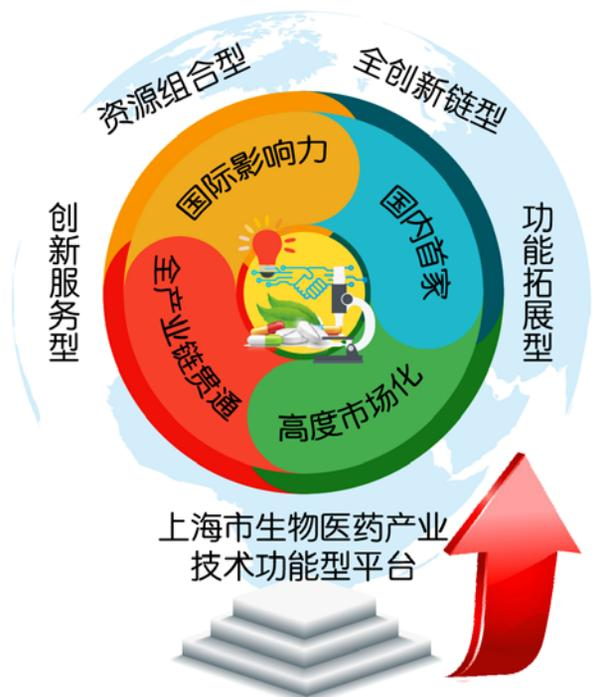 资源组合型
全创新链型
创新服务型
功能拓展型
国际影响力
国内首家
全产业链贯通
高度市场化
上海市生物医药产业
技术功能型平台